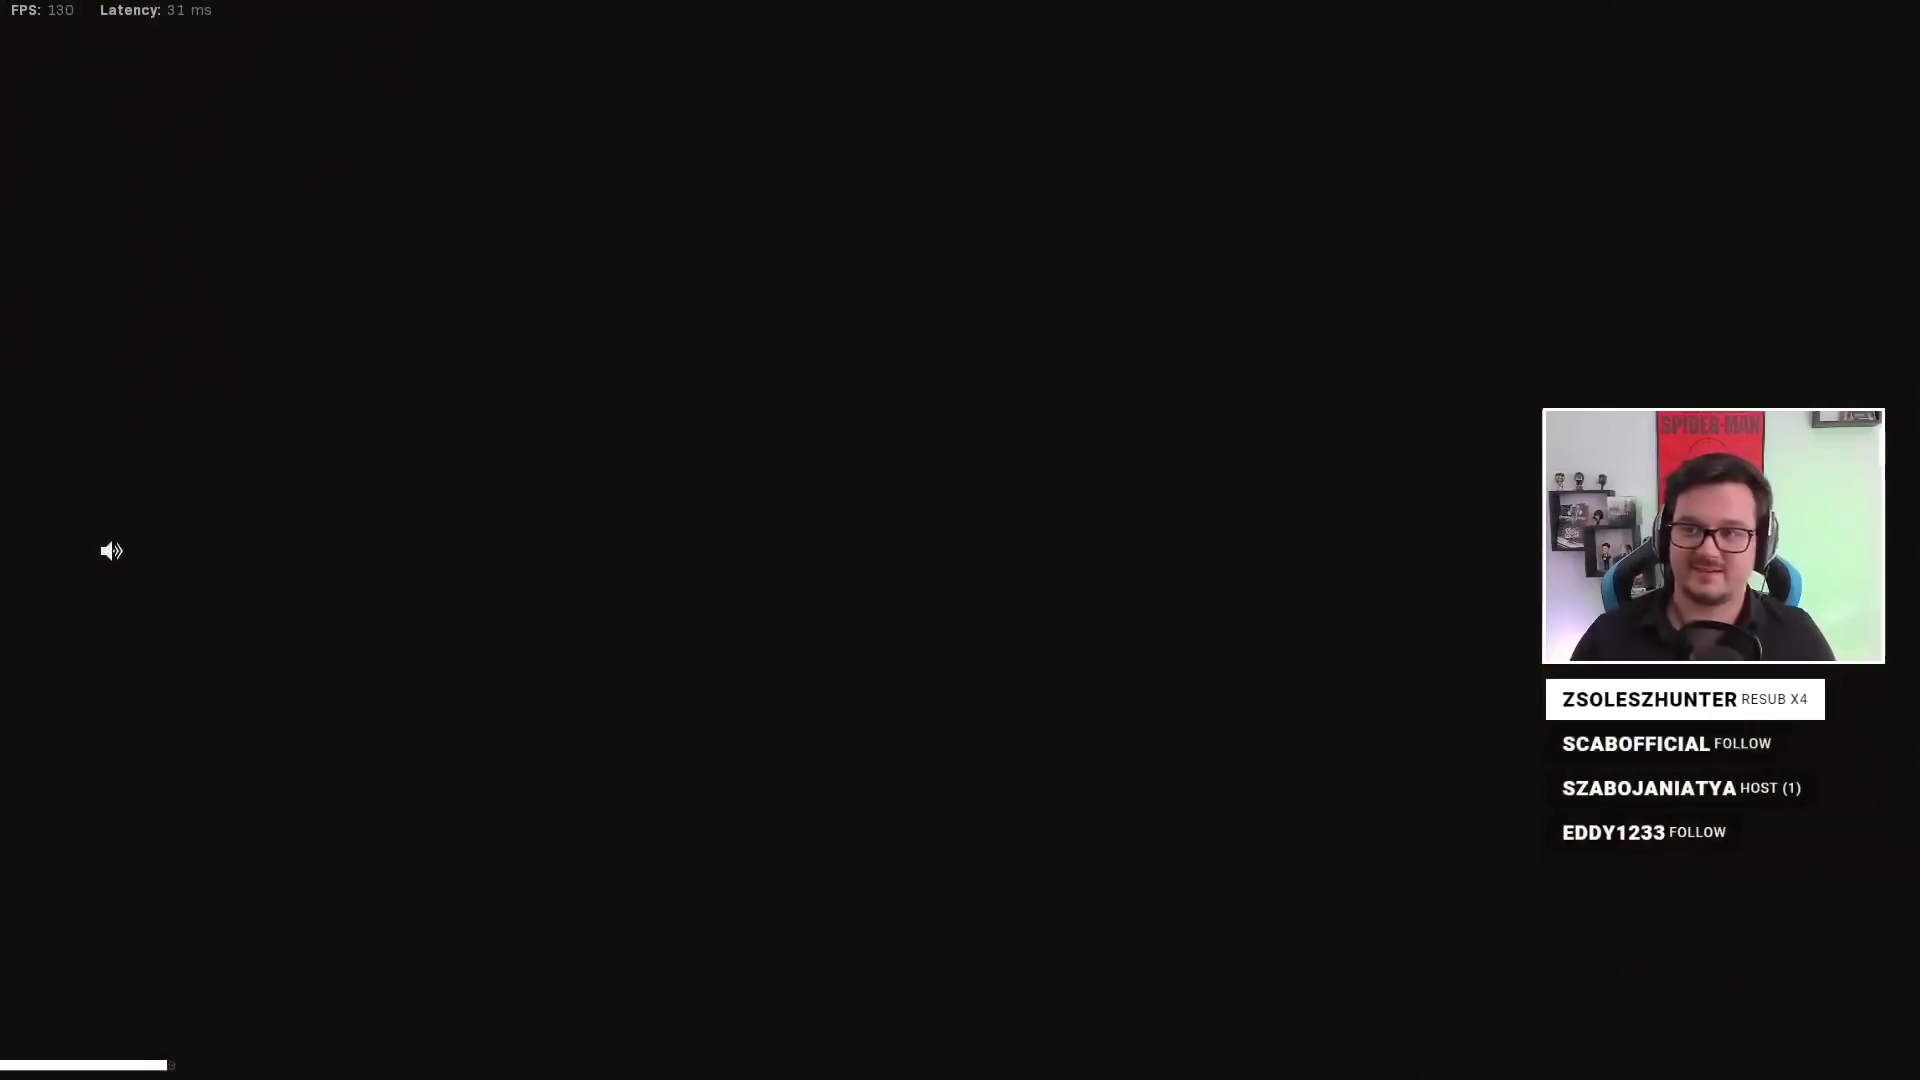 FPS: 130 Latency: 31 ms
SPIDER-MAN
ZSOLESZHUNTER RESUB X4
SCABOFFICIAL FOLLOW
SZABOJANIATYA HOST (1)
EDDY1233 FOLLOW